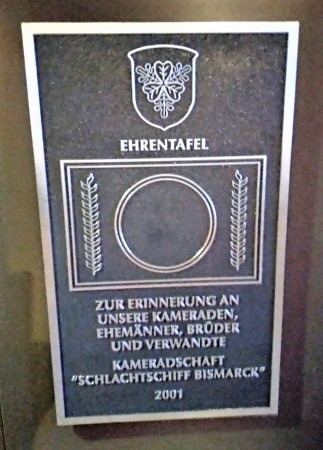 EHRENTAFEL
ZUR ERINNERUNG AN
UNSERE KAMERADEN,
EHEMÄNNER, BRÜDER
UND VERWANDTE
KAMERADSCHAFT
"SCHLACHTSCHIFF BISMARCK"
2001